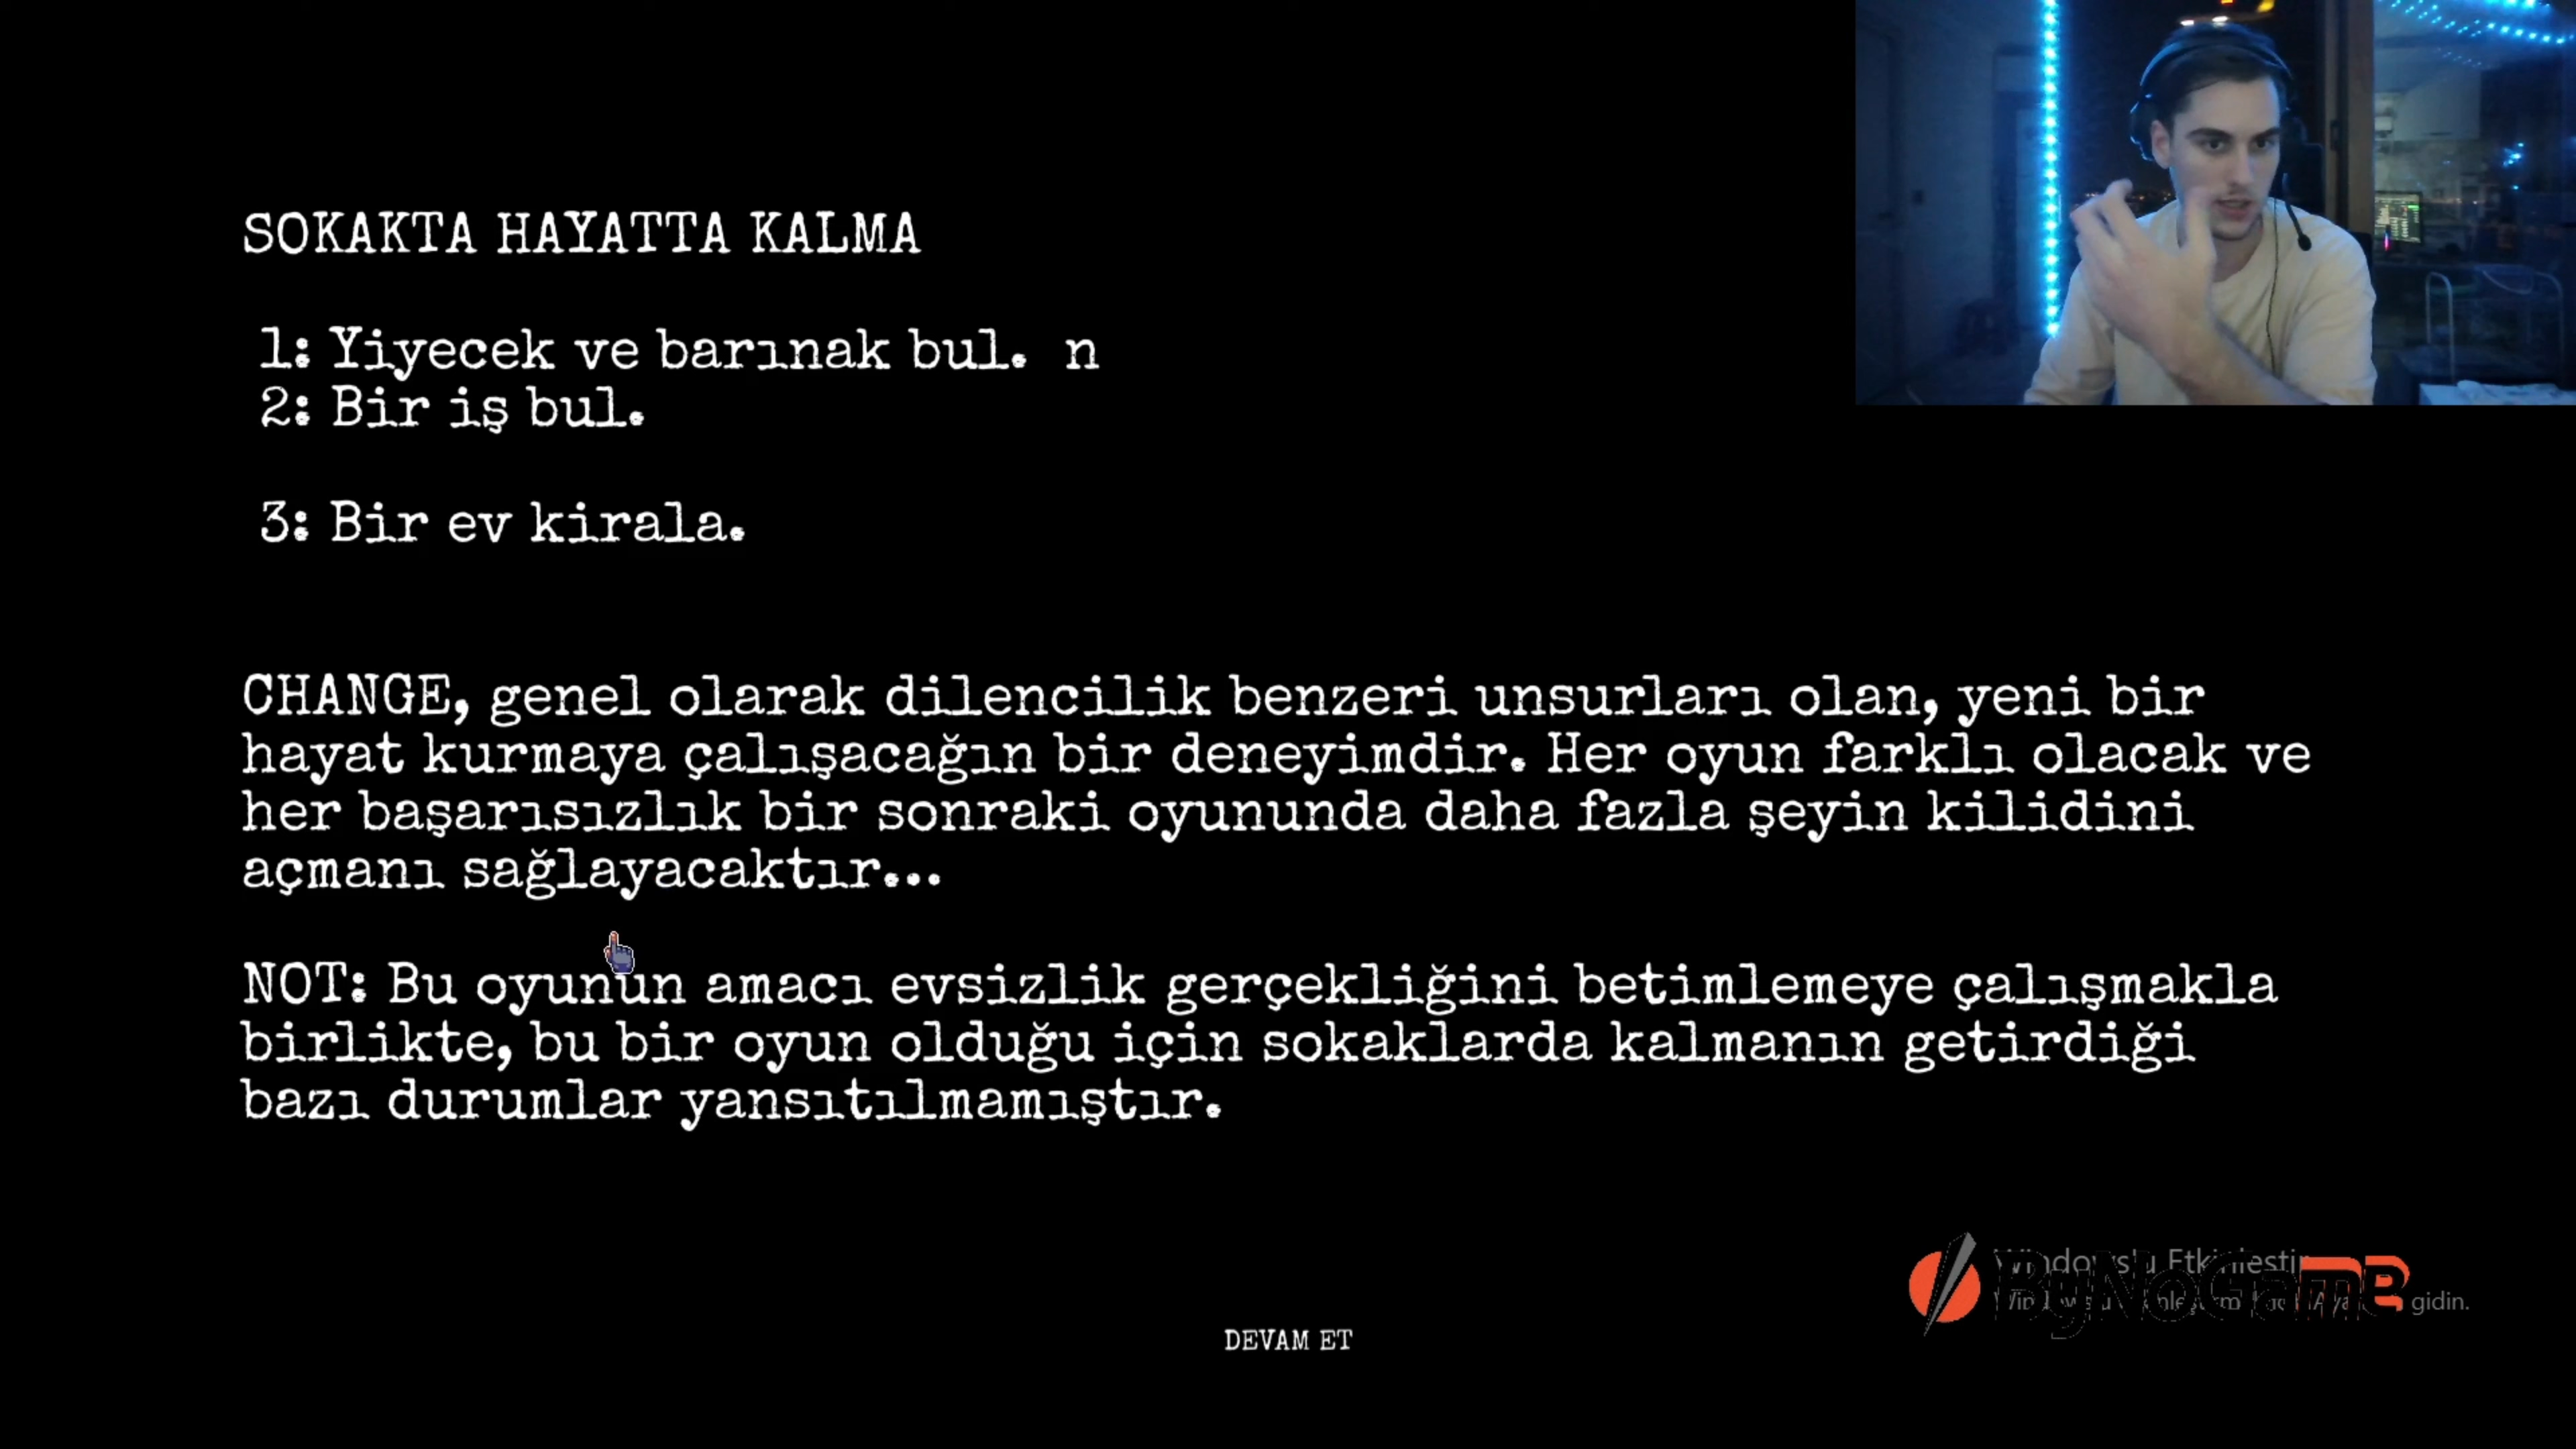 SOKAKTA HAYATTA KALMA
1: Yiyecek ve barınak bul. n
2: Bir iş bul.
3: Bir ev kirala.
CHANGE, genel olarak dilencilik benzeri unsurları olan, yeni bir
hayat kurmaya çalışacağın bir deneyimdir. Her oyun farklı olacak ve
her başarısızlık bir sonraki oyununda daha fazla şeyin kilidini
açmanı sağlayacaktır...
NOT: Bu oyunun amacı evsizlik gerçekliğini betimlemeye çalışmakla
birlikte, bu bir oyun olduğu için sokaklarda kalmanın getirdiği
bazı durumlar yansıtılmamıştır.
Windows'u Etkinleştir
ByNoGame
gidin.
DEVAM ET